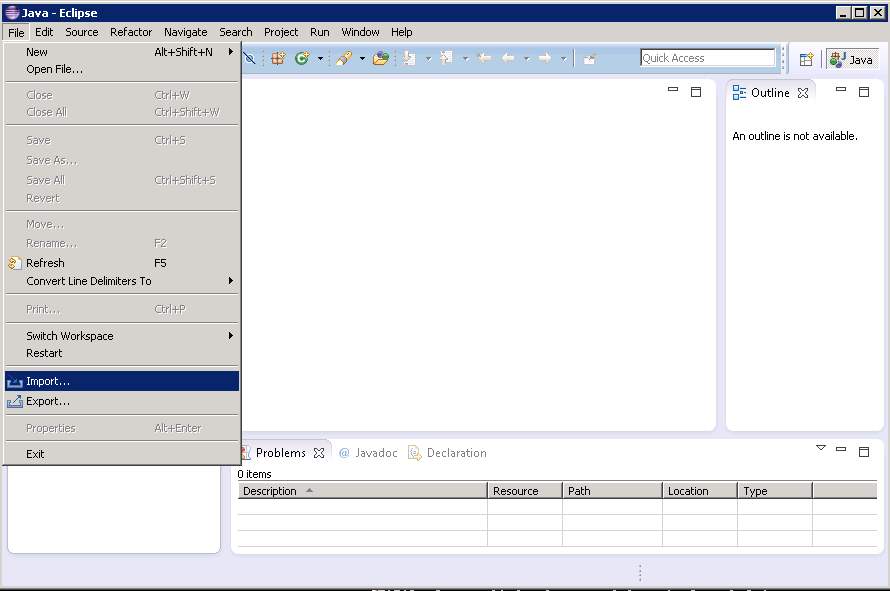 Java - Eclipse
File Edit Source Refactor Navigate Search Project Run Window Help
New Alt+Shift+N
Open File...
Close Ctrl+W
Close All Ctrl+Shift+W
Save Ctrl+S
Save As...
Save All Ctrl+Shift+S
Revert
Move...
Rename... F2
Refresh F5
Convert Line Delimiters To
Print... Ctrl+P
Switch Workspace
Restart
Import...
Export...
Properties Alt+Enter
Exit
Quick Access
Java
Outline
An outline is not available.
Problems @ Javadoc Declaration
0 items
Description Resource Path Location Type